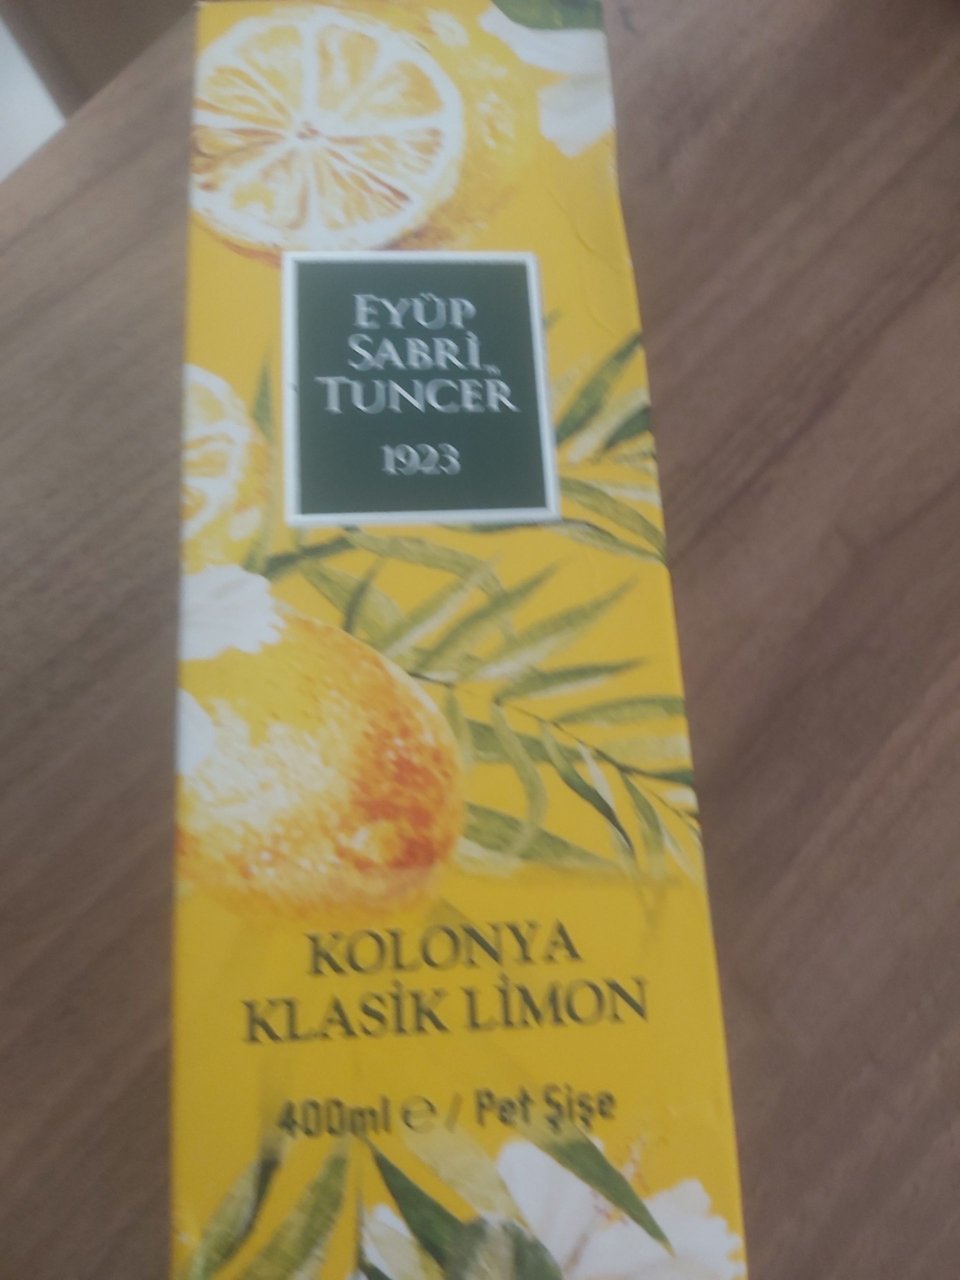 EYÜP
SABRİ
TUNCER
1923
KOLONYA
KLASİK LİMON
400ml ℮ / Pet Şişe